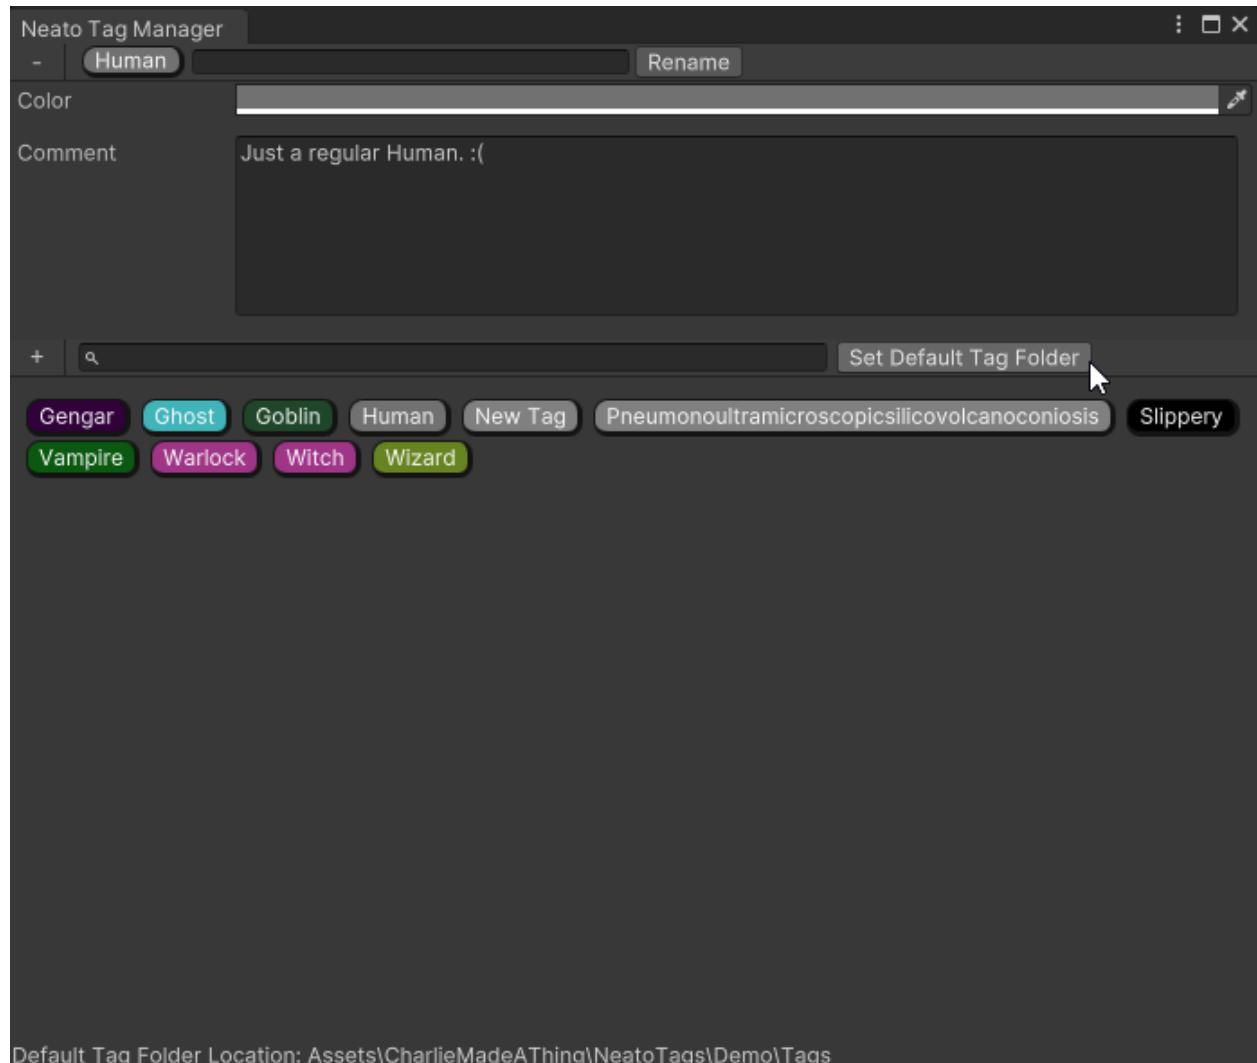 Neato Tag Manager
- Human Rename
Color
Comment Just a regular Human. :(
+ Set Default Tag Folder
Gengar Ghost Goblin Human New Tag Pneumonoultramicroscopicsilicovolcanoconiosis Slippery
Vampire Warlock Witch Wizard
Default Tag Folder Location: Assets\CharlieMadeAThing\NeatoTags\Demo\Tags